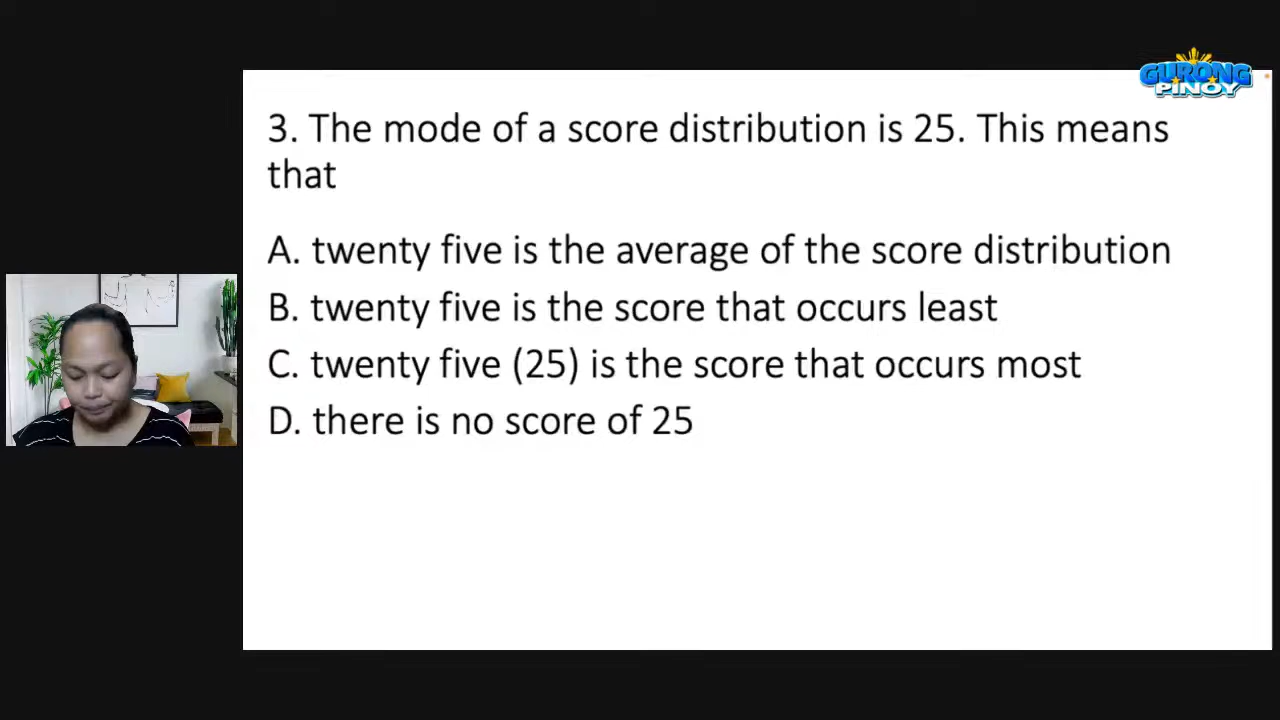 GURONG
PINOY
3. The mode of a score distribution is 25. This means
that
A. twenty five is the average of the score distribution
B. twenty five is the score that occurs least
C. twenty five (25) is the score that occurs most
D. there is no score of 25